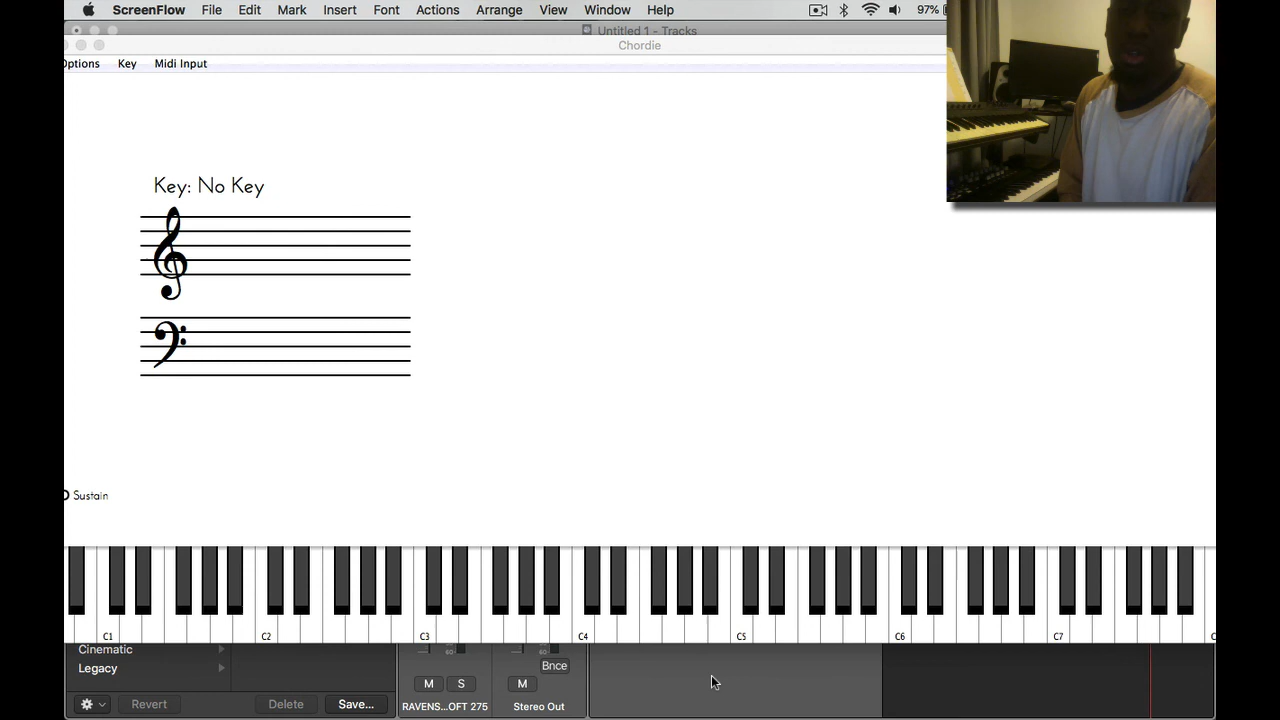 ScreenFlow File Edit Mark Insert Font Actions Arrange View Window Help 97%
Untitled 1 - Tracks
Chordie
Options Key Midi Input
Key: No Key
Sustain
C1 C2 C3 C4 C5 C6 C7
Cinematic
Legacy
60 60
Bnce
M S M
Revert Delete Save... RAVENS...OFT 275 Stereo Out